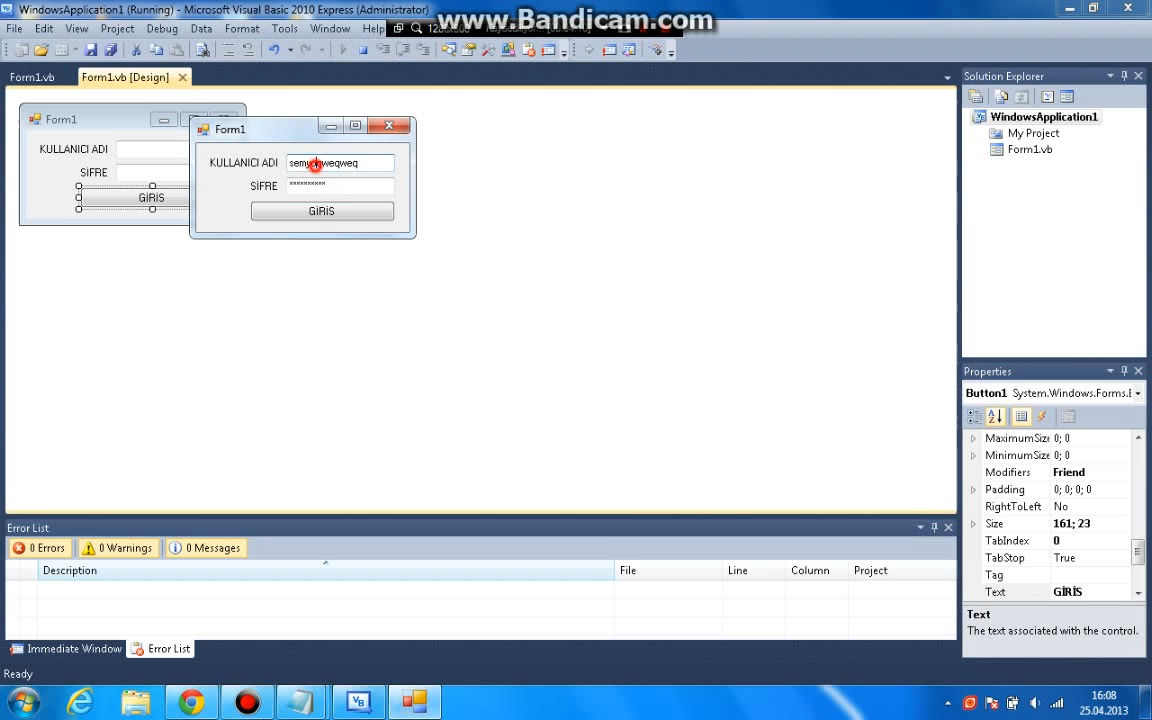 WindowsApplication1 (Running) - Microsoft Visual Basic 2010 Express (Administrator)
www.Bandicam.com
File Edit View Project Debug Data Format Tools Window Help
Form1.vb Form1.vb [Design]
Solution Explorer
WindowsApplication1
My Project
Form1.vb
Form1
KULLANICI ADI
SİFRE
GİRİS
Form1
KULLANICI ADI
SİFRE **********
GİRİS
Properties
Button1 System.Windows.Forms.B
MaximumSize 0; 0
MinimumSize 0; 0
Modifiers Friend
Padding 0; 0; 0; 0
RightToLeft No
Size 161; 23
TabIndex 0
TabStop True
Tag
Text GİRİS
Text
The text associated with the control.
Error List
0 Errors 0 Warnings 0 Messages
Description File Line Column Project
Immediate Window Error List
Ready
16:08
25.04.2013